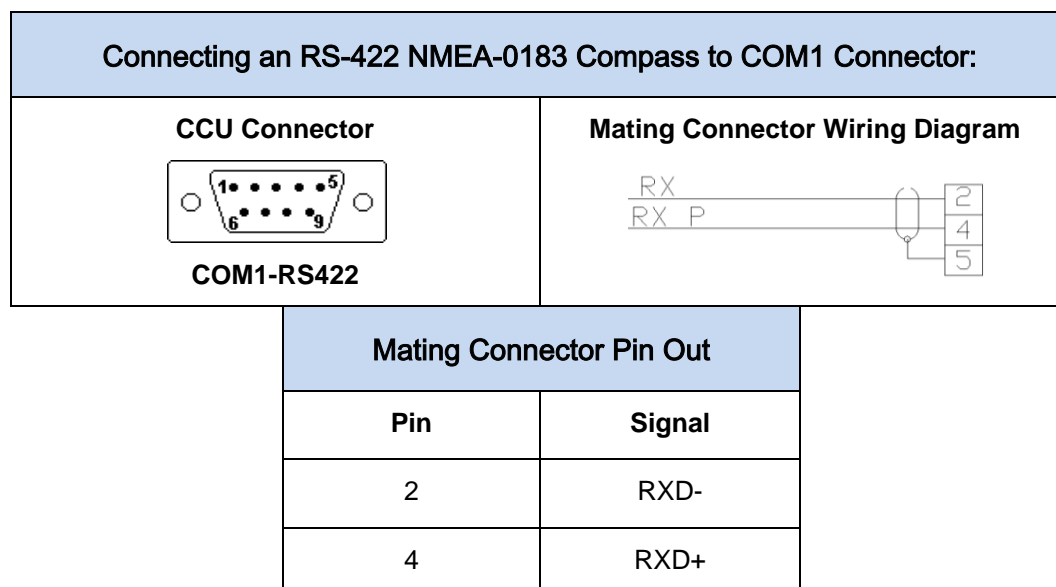 Connecting an RS-422 NMEA-0183 Compass to COM1 Connector:
CCU Connector
1 5
6 9
COM1-RS422
Mating Connector Wiring Diagram
RX
RX P
2
4
5
Mating Connector Pin Out
Pin Signal
2 RXD-
4 RXD+